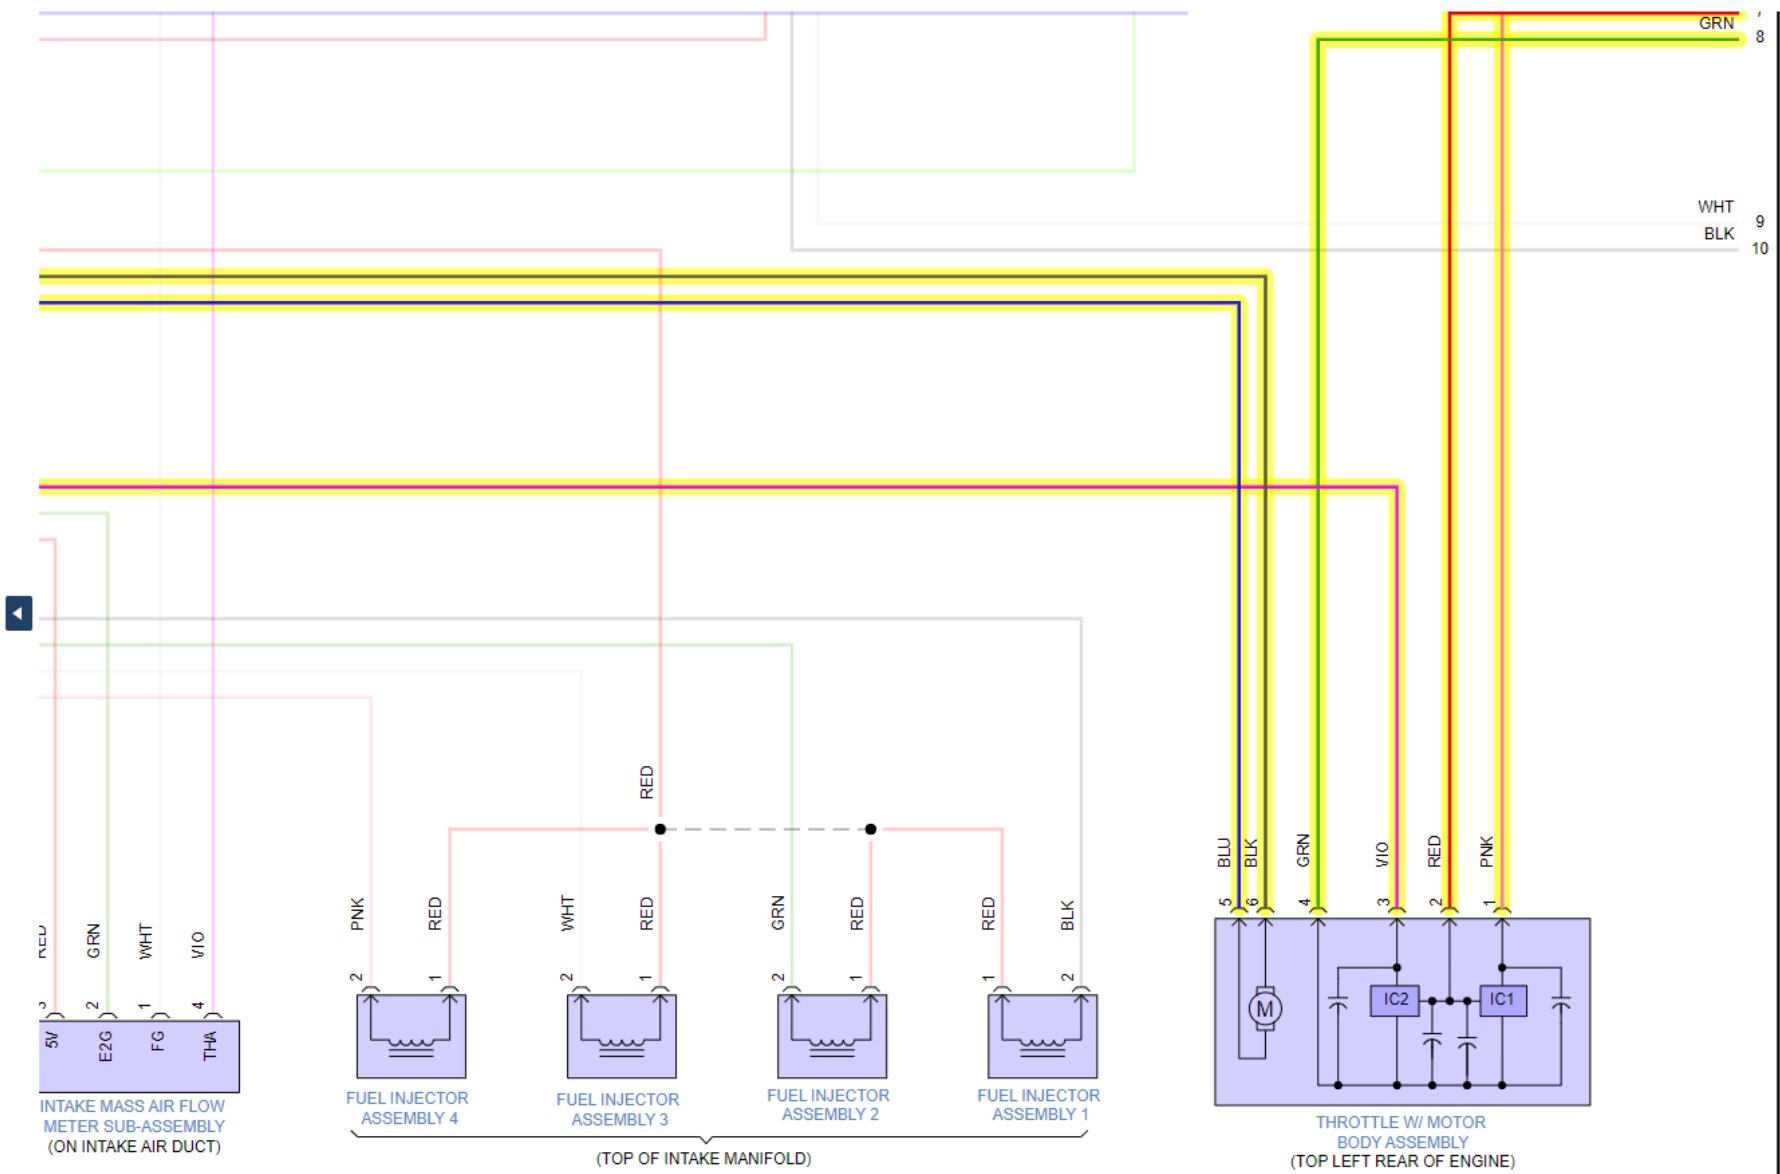 7
GRN
8
WHT
9
BLK
10
RED
BLU
BLK
GRN
VIO
RED
PNK
5
6
4
3
2
1
PNK
RED
WHT
RED
GRN
RED
RED
BLK
2
1
2
1
2
1
1
2
RED
GRN
WHT
VIO
3
2
1
4
5V
E2G
FG
THA
M
IC2
IC1
INTAKE MASS AIR FLOW
METER SUB-ASSEMBLY
(ON INTAKE AIR DUCT)
FUEL INJECTOR
ASSEMBLY 4
FUEL INJECTOR
ASSEMBLY 3
FUEL INJECTOR
ASSEMBLY 2
FUEL INJECTOR
ASSEMBLY 1
(TOP OF INTAKE MANIFOLD)
THROTTLE W/ MOTOR
BODY ASSEMBLY
(TOP LEFT REAR OF ENGINE)